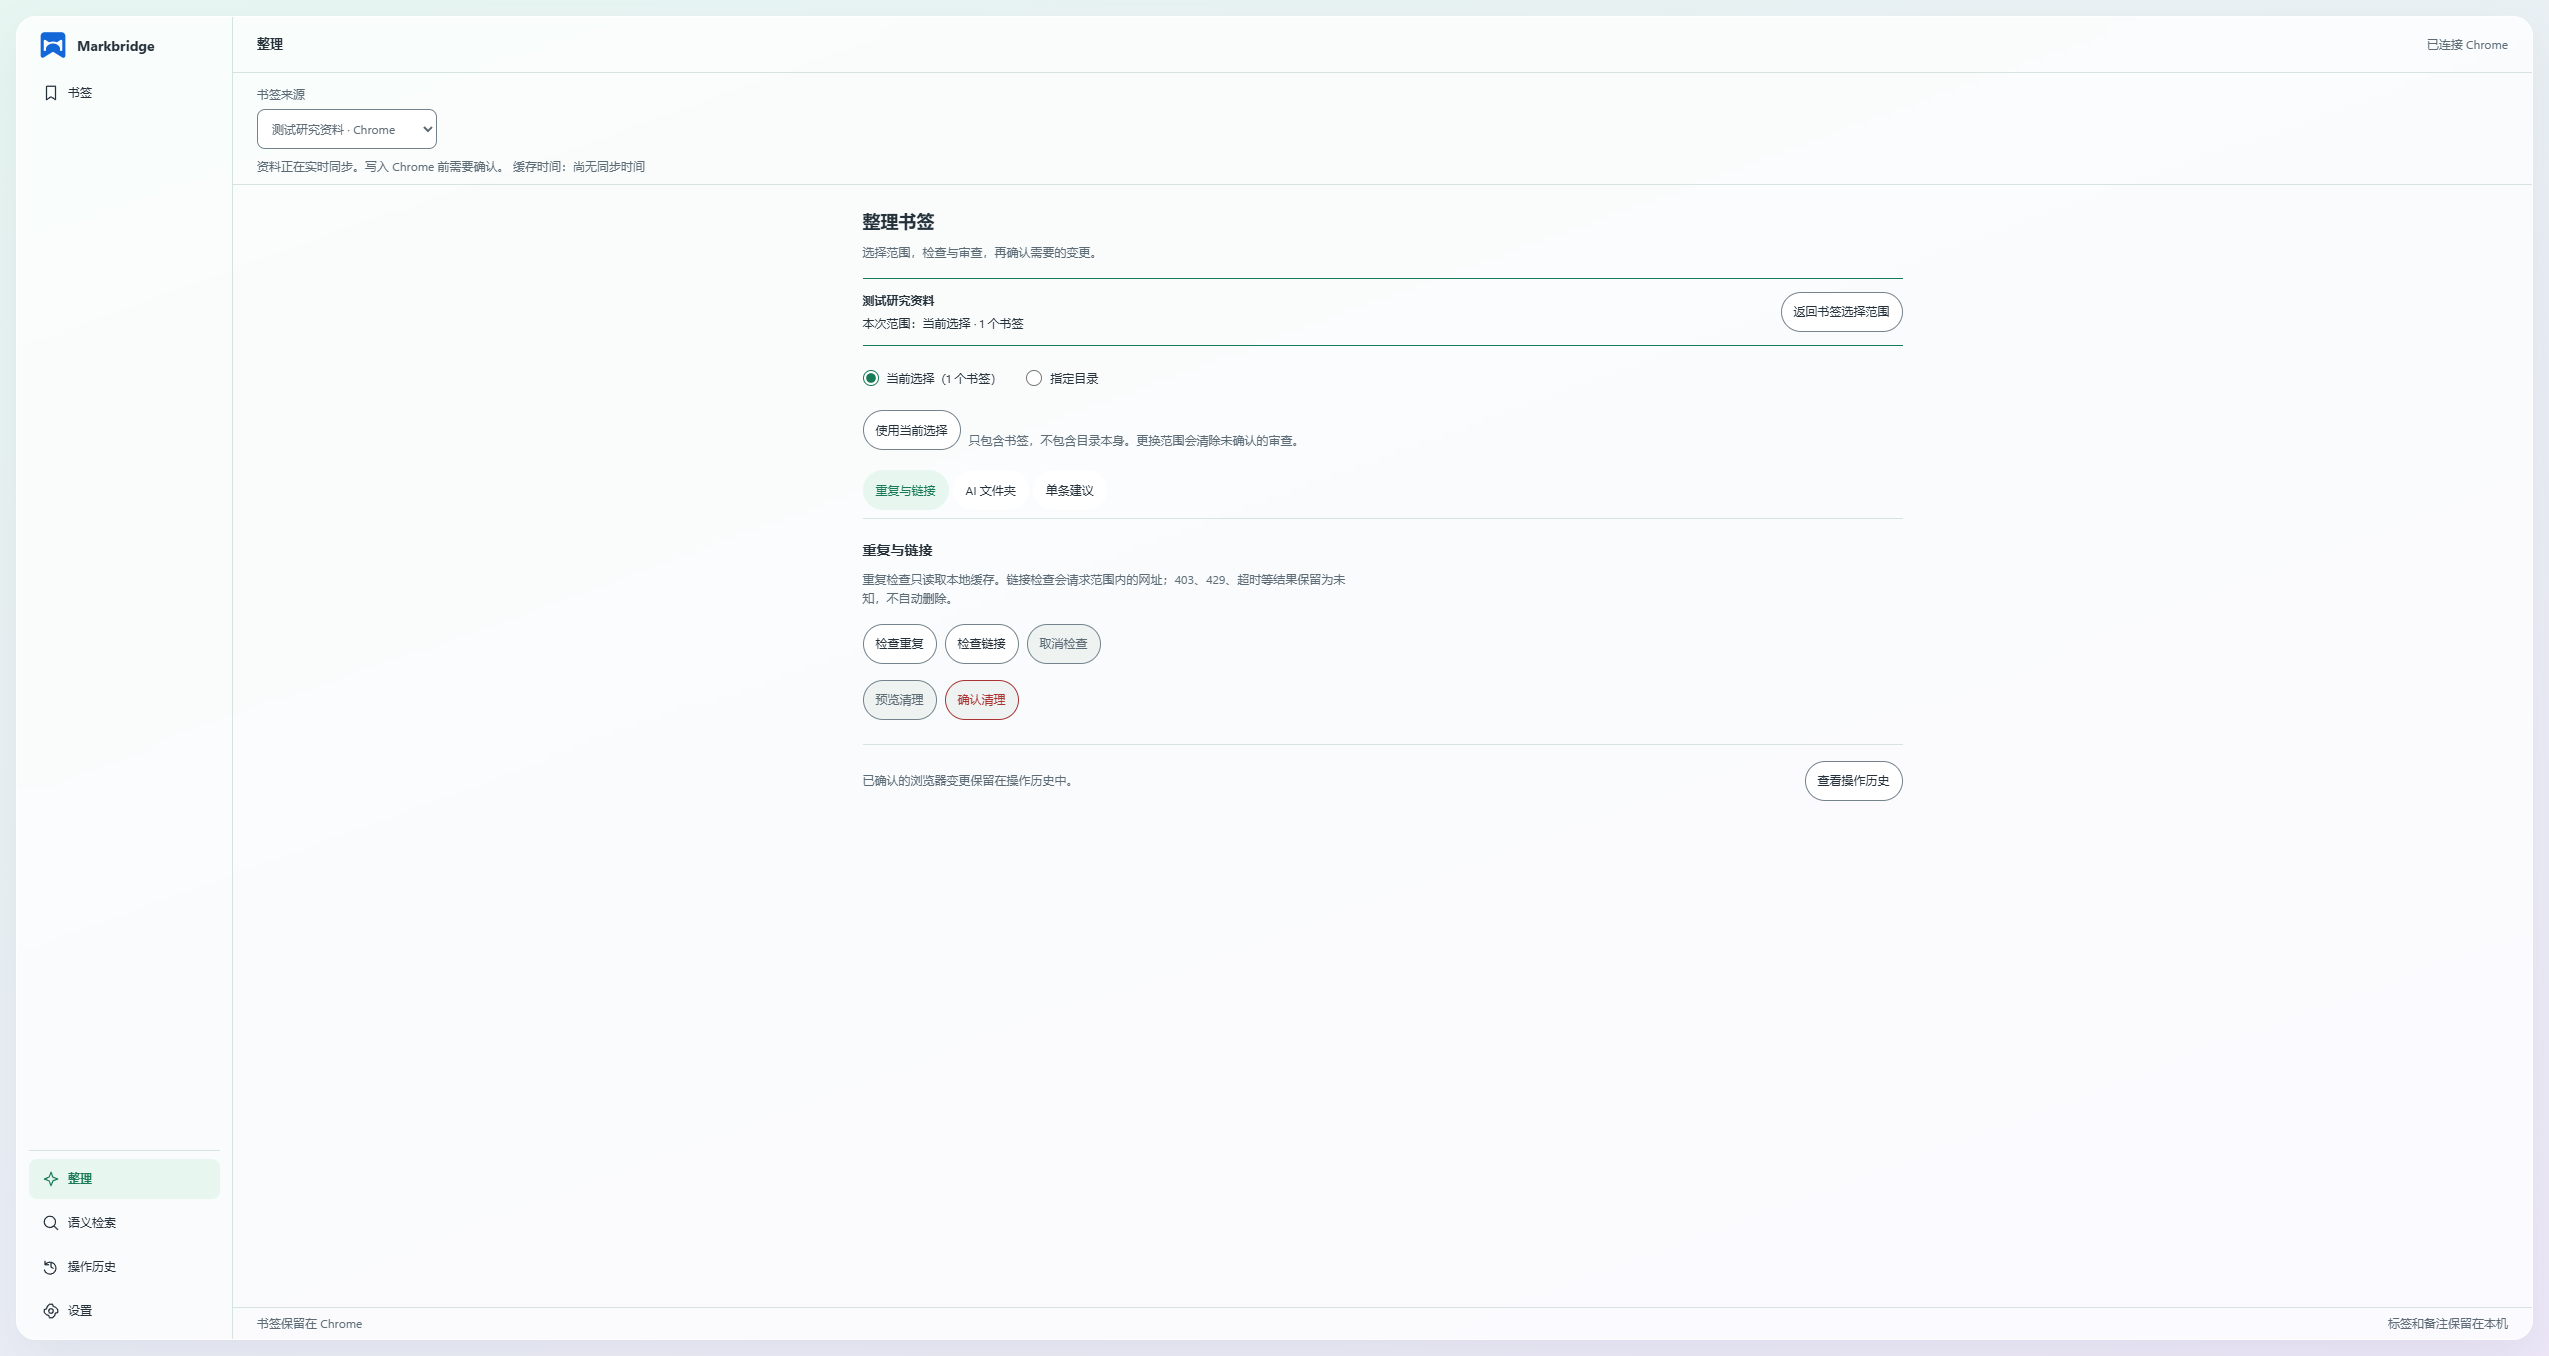 Markbridge
书签
整理
已连接 Chrome
书签来源
测试研究资料 · Chrome
资料正在实时同步。写入 Chrome 前需要确认。 缓存时间：尚无同步时间
整理书签
选择范围，检查与审查，再确认需要的变更。
测试研究资料
本次范围：当前选择 · 1 个书签
返回书签选择范围
当前选择（1 个书签）
指定目录
使用当前选择
只包含书签，不包含目录本身。更换范围会清除未确认的审查。
重复与链接
AI 文件夹
单条建议
重复与链接
重复检查只读取本地缓存。链接检查会请求范围内的网址；403、429、超时等结果保留为未
知，不自动删除。
检查重复
检查链接
取消检查
预览清理
确认清理
已确认的浏览器变更保留在操作历史中。
查看操作历史
整理
语义检索
操作历史
设置
书签保留在 Chrome
标签和备注保留在本机